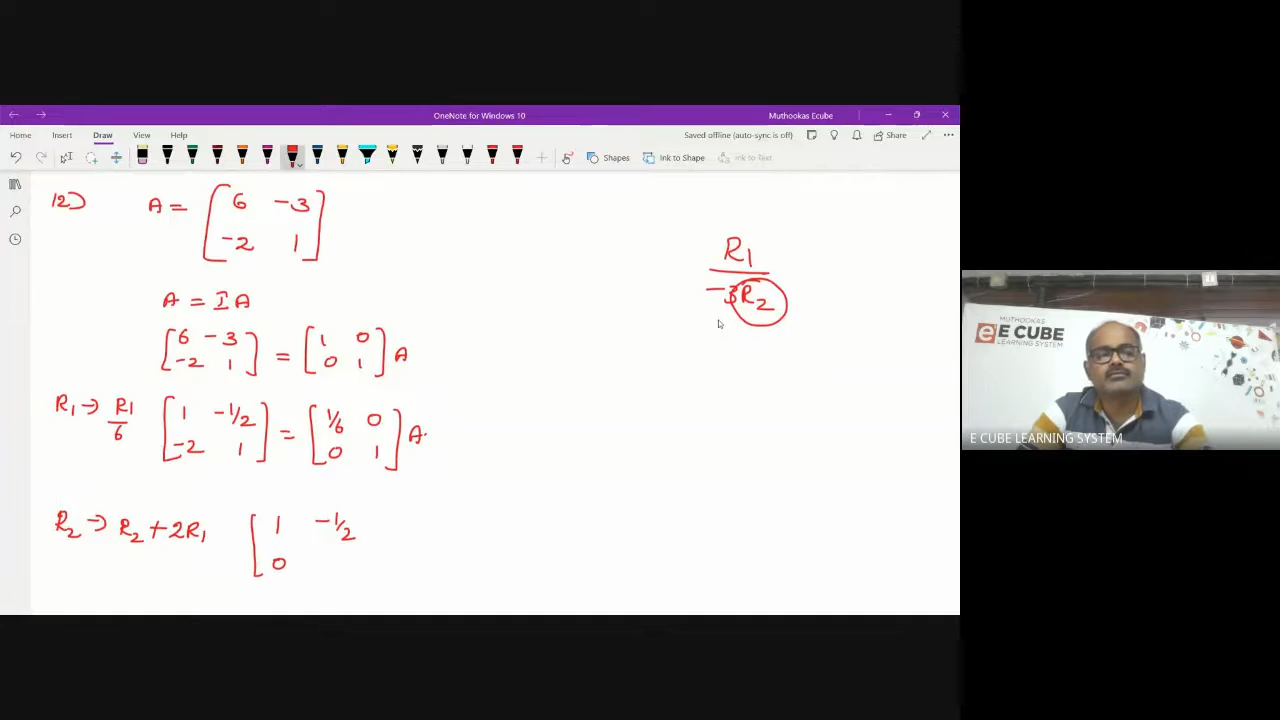 OneNote for Windows 10
Muthookas Ecube
Home Insert Draw View Help
Saved offline (auto-sync is off)
Share
Shapes
Ink to Shape
Ink to Text
12) A = [ 6 -3
-2 1 ]
A = IA
[ 6 -3
-2 1 ] = [ 1 0
0 1 ] A
R1 → R1/6 [ 1 -1/2
-2 1 ] = [ 1/6 0
0 1 ] A.
R2 → R2 + 2R1 [ 1 -1/2
0
R1
-3R2
MUTHOOKAS
e E CUBE
LEARNING SYSTEM
E CUBE LEARNING SYSTEM